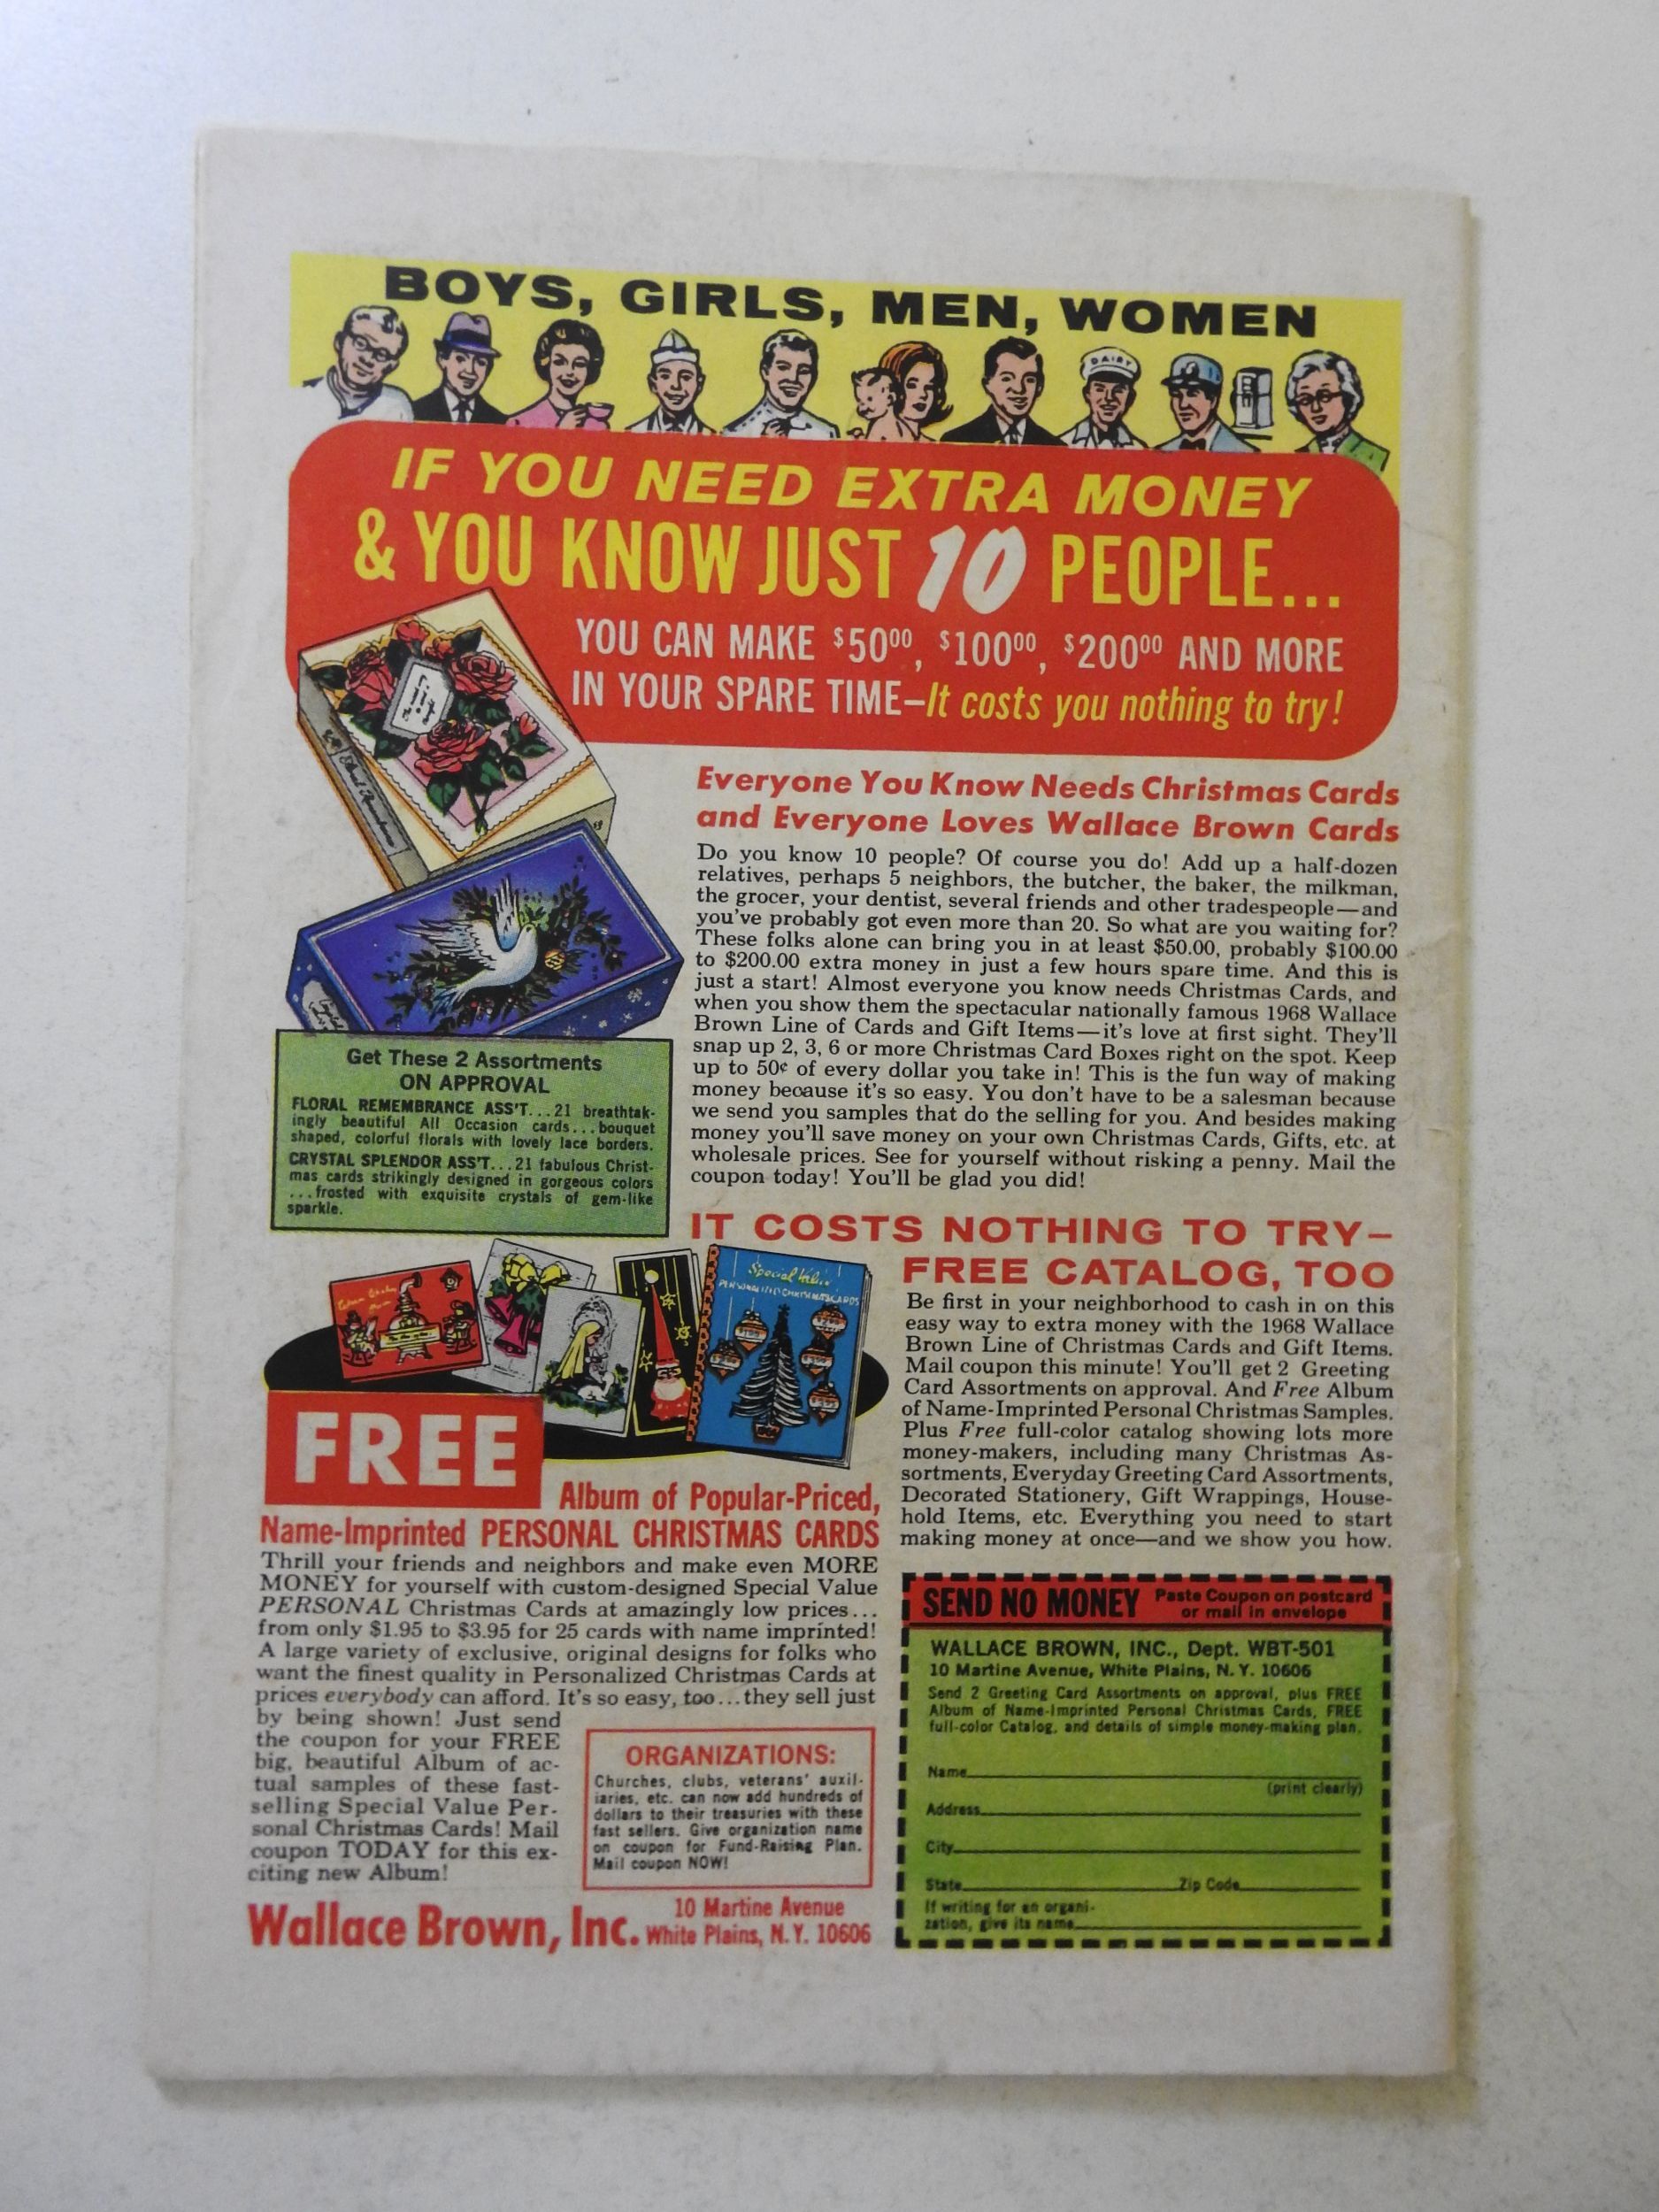 BOYS, GIRLS, MEN, WOMEN
DAIRY
IF YOU NEED EXTRA MONEY
& YOU KNOW JUST 10 PEOPLE...
YOU CAN MAKE $50⁰⁰, $100⁰⁰, $200⁰⁰ AND MORE
IN YOUR SPARE TIME—It costs you nothing to try!
Everyone You Know Needs Christmas Cards
and Everyone Loves Wallace Brown Cards
Do you know 10 people? Of course you do! Add up a half-dozen
relatives, perhaps 5 neighbors, the butcher, the baker, the milkman,
the grocer, your dentist, several friends and other tradespeople—and
you've probably got even more than 20. So what are you waiting for?
These folks alone can bring you in at least $50.00, probably $100.00
to $200.00 extra money in just a few hours spare time. And this is
just a start! Almost everyone you know needs Christmas Cards, and
when you show them the spectacular nationally famous 1968 Wallace
Brown Line of Cards and Gift Items—it's love at first sight. They'll
snap up 2, 3, 6 or more Christmas Card Boxes right on the spot. Keep
up to 50¢ of every dollar you take in! This is the fun way of making
money because it's so easy. You don't have to be a salesman because
we send you samples that do the selling for you. And besides making
money you'll save money on your own Christmas Cards, Gifts, etc. at
wholesale prices. See for yourself without risking a penny. Mail the
coupon today! You'll be glad you did!
Get These 2 Assortments
ON APPROVAL
FLORAL REMEMBRANCE ASS'T...21 breathtak-
ingly beautiful All Occasion cards...bouquet
shaped, colorful florals with lovely lace borders.
CRYSTAL SPLENDOR ASS'T...21 fabulous Christ-
mas cards strikingly designed in gorgeous colors
...frosted with exquisite crystals of gem-like
sparkle.
IT COSTS NOTHING TO TRY—
FREE CATALOG, TOO
Be first in your neighborhood to cash in on this
easy way to extra money with the 1968 Wallace
Brown Line of Christmas Cards and Gift Items.
Mail coupon this minute! You'll get 2 Greeting
Card Assortments on approval. And Free Album
of Name-Imprinted Personal Christmas Samples.
Plus Free full-color catalog showing lots more
money-makers, including many Christmas As-
sortments, Everyday Greeting Card Assortments,
Decorated Stationery, Gift Wrappings, House-
hold Items, etc. Everything you need to start
making money at once—and we show you how.
Special Value
PERSONALIZED CHRISTMAS CARDS
FREE
Album of Popular-Priced,
Name-Imprinted PERSONAL CHRISTMAS CARDS
Thrill your friends and neighbors and make even MORE
MONEY for yourself with custom-designed Special Value
PERSONAL Christmas Cards at amazingly low prices...
from only $1.95 to $3.95 for 25 cards with name imprinted!
A large variety of exclusive, original designs for folks who
want the finest quality in Personalized Christmas Cards at
prices everybody can afford. It's so easy, too...they sell just
by being shown! Just send
the coupon for your FREE
big, beautiful Album of ac-
tual samples of these fast-
selling Special Value Per-
sonal Christmas Cards! Mail
coupon TODAY for this ex-
citing new Album!
ORGANIZATIONS:
Churches, clubs, veterans' auxil-
iaries, etc. can now add hundreds of
dollars to their treasuries with these
fast sellers. Give organization name
on coupon for Fund-Raising Plan.
Mail coupon NOW!
Wallace Brown, Inc.
10 Martine Avenue
White Plains, N.Y. 10606
SEND NO MONEY
Paste Coupon on postcard
or mail in envelope
WALLACE BROWN, INC., Dept. WBT-501
10 Martine Avenue, White Plains, N. Y. 10606
Send 2 Greeting Card Assortments on approval, plus FREE
Album of Name-Imprinted Personal Christmas Cards, FREE
full-color Catalog, and details of simple money-making plan.
Name
(print clearly)
Address
City
State Zip Code
If writing for an organi-
zation, give its name